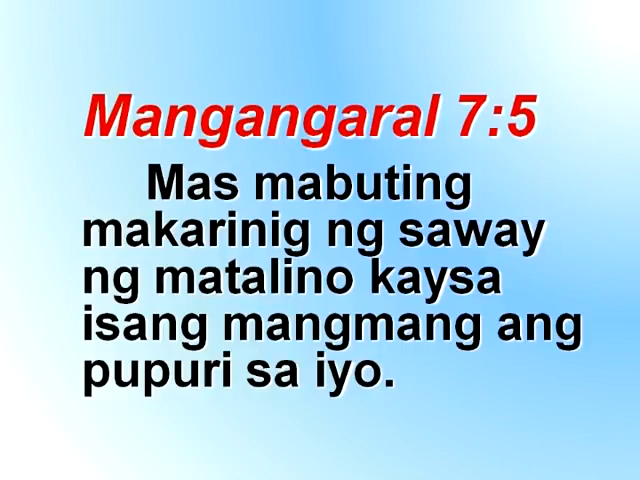 Mangangaral 7:5
Mas mabuting
makarinig ng saway
ng matalino kaysa
isang mangmang ang
pupuri sa iyo.